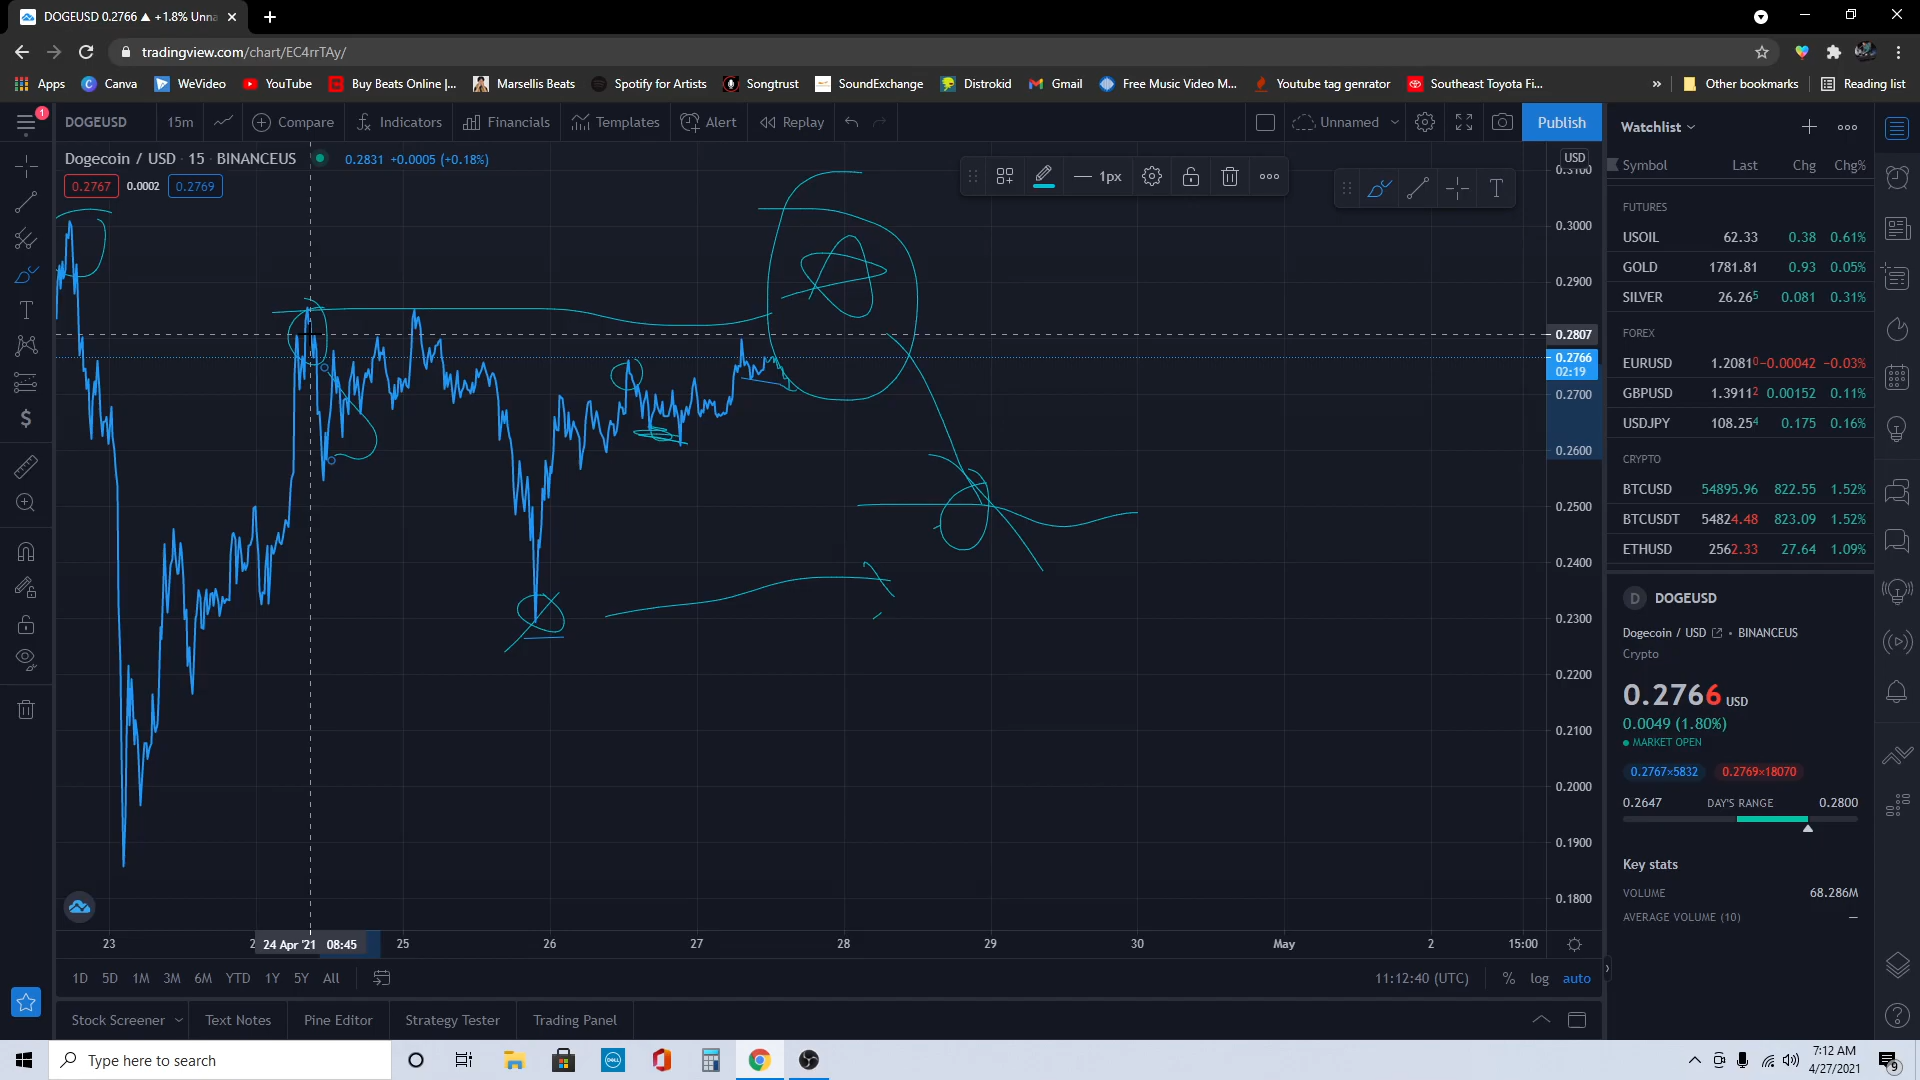 DOGEUSD 0.2766 ▲ +1.8% Unna
tradingview.com/chart/EC4rrTAy/
Apps Canva WeVideo YouTube Buy Beats Online |... Marsellis Beats Spotify for Artists Songtrust SoundExchange Distrokid Gmail Free Music Video M... Youtube tag genrator Southeast Toyota Fi... » Other bookmarks Reading list
1
DOGEUSD 15m Compare Indicators Financials Templates Alert Replay Unnamed Publish
Dogecoin / USD · 15 · BINANCEUS 0.2831 +0.0005 (+0.18%)
0.2767 0.0002 0.2769
1px
T
USD
0.3100
0.3000
0.2900
0.2807
0.2766
02:19
0.2700
0.2600
0.2500
0.2400
0.2300
0.2200
0.2100
0.2000
0.1900
0.1800
23 2 24 Apr '21 08:45 25 26 27 28 29 30 May 2 15:00
1D 5D 1M 3M 6M YTD 1Y 5Y All 11:12:40 (UTC) % log auto
Stock Screener Text Notes Pine Editor Strategy Tester Trading Panel
Watchlist
Symbol Last Chg Chg%
FUTURES
USOIL 62.33 0.38 0.61%
GOLD 1781.81 0.93 0.05%
SILVER 26.265 0.081 0.31%
FOREX
EURUSD 1.20810 −0.00042 −0.03%
GBPUSD 1.39112 0.00152 0.11%
USDJPY 108.254 0.175 0.16%
CRYPTO
BTCUSD 54895.96 822.55 1.52%
BTCUSDT 54824.48 823.09 1.52%
ETHUSD 2562.33 27.64 1.09%
D DOGEUSD
Dogecoin / USD • BINANCEUS
Crypto
0.2766 USD
0.0049 (1.80%)
MARKET OPEN
0.2767×5832 0.2769×18070
0.2647 DAY'S RANGE 0.2800
Key stats
VOLUME 68.286M
AVERAGE VOLUME (10) —
Type here to search
DELL
7:12 AM
4/27/2021
9